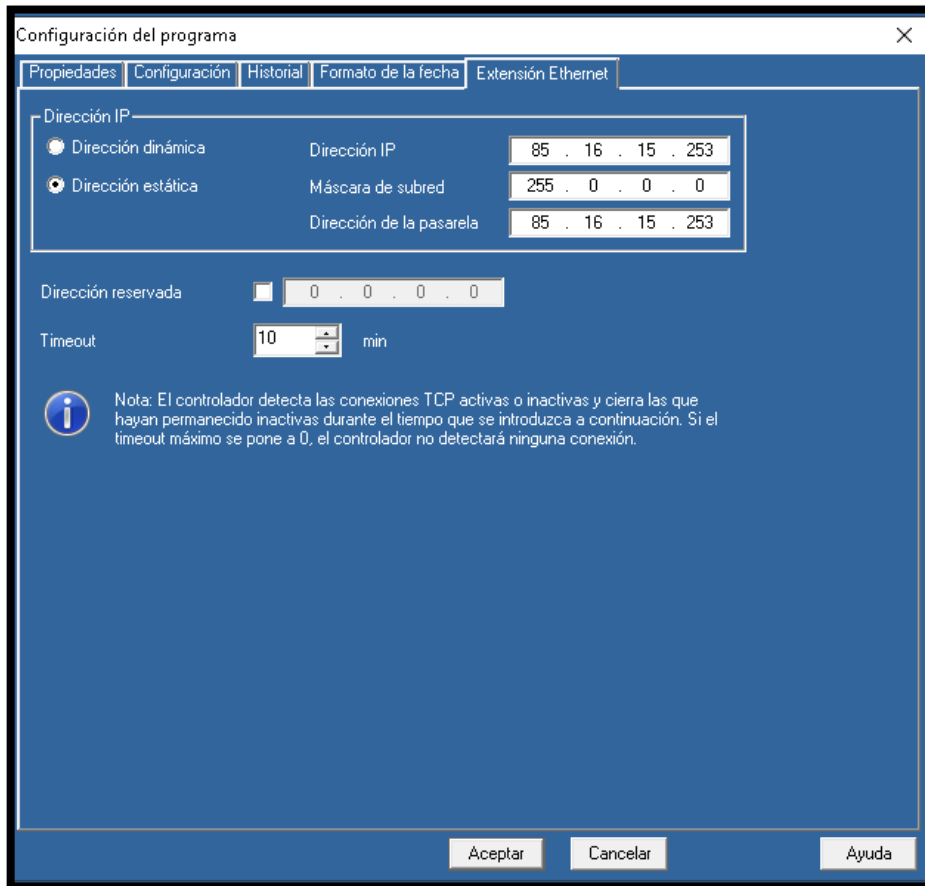 Configuración del programa
Propiedades Configuración Historial Formato de la fecha Extensión Ethernet
Dirección IP
Dirección dinámica Dirección IP 85 . 16 . 15 . 253
Dirección estática Máscara de subred 255 . 0 . 0 . 0
Dirección de la pasarela 85 . 16 . 15 . 253
Dirección reservada 0 . 0 . 0 . 0
Timeout 10 min
Nota: El controlador detecta las conexiones TCP activas o inactivas y cierra las que
hayan permanecido inactivas durante el tiempo que se introduzca a continuación. Si el
timeout máximo se pone a 0, el controlador no detectará ninguna conexión.
Aceptar Cancelar Ayuda